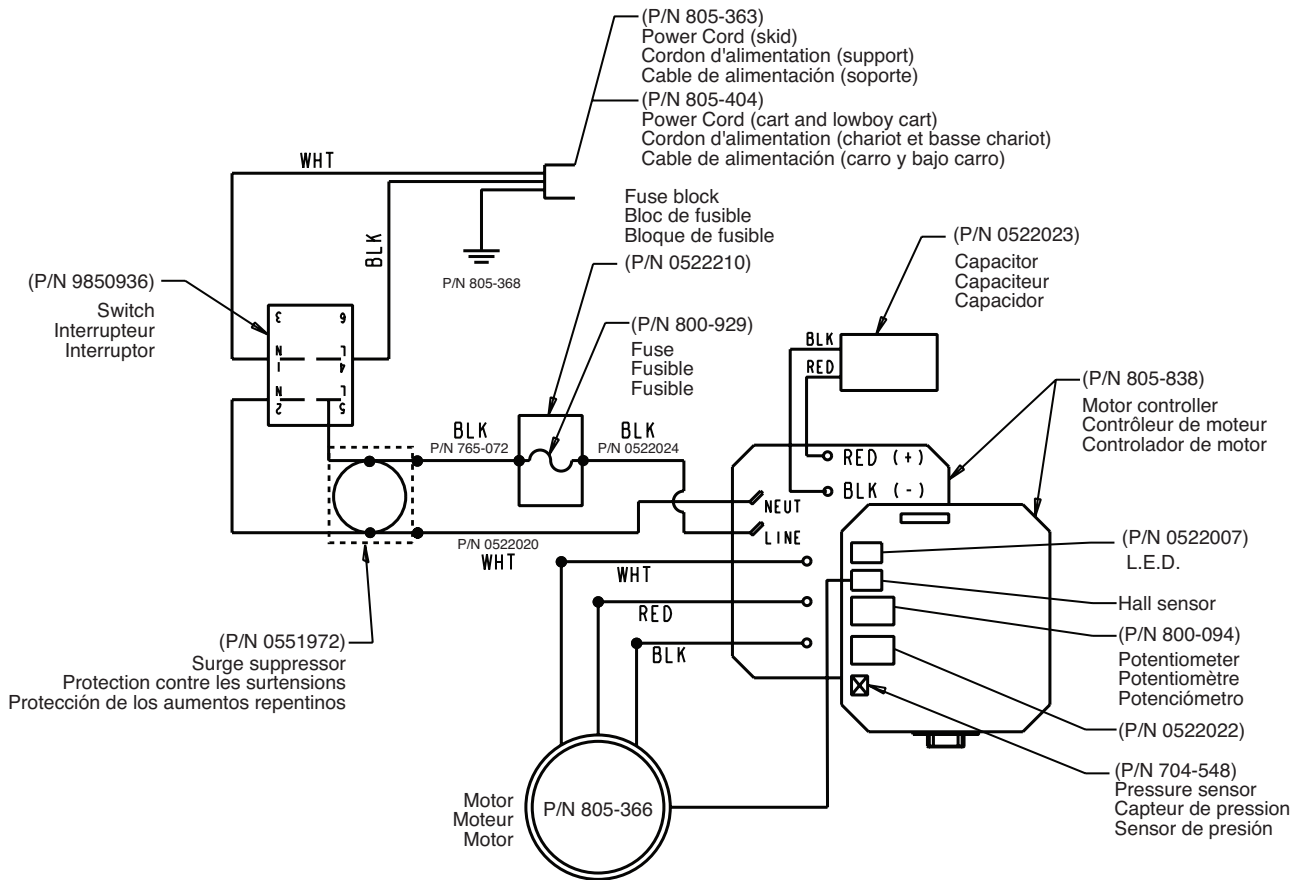 (P/N 805-363)
Power Cord (skid)
Cordon d'alimentation (support)
Cable de alimentación (soporte)
(P/N 805-404)
Power Cord (cart and lowboy cart)
Cordon d'alimentation (chariot et basse chariot)
Cable de alimentación (carro y bajo carro)
WHT
BLK
P/N 805-368
Fuse block
Bloc de fusible
Bloque de fusible
(P/N 0522210)
(P/N 0522023)
Capacitor
Capaciteur
Capacidor
(P/N 9850936)
Switch
Interrupteur
Interruptor
3 6
N L
1 4
N L
2 5
(P/N 800-929)
Fuse
Fusible
Fusible
BLK
RED
(P/N 805-838)
Motor controller
Contrôleur de moteur
Controlador de motor
BLK
P/N 765-072
BLK
P/N 0522024
RED (+)
BLK (-)
NEUT
LINE
P/N 0522020
WHT
WHT
RED
BLK
(P/N 0522007)
L.E.D.
Hall sensor
(P/N 800-094)
Potentiometer
Potentiomètre
Potenciómetro
(P/N 0522022)
(P/N 704-548)
Pressure sensor
Capteur de pression
Sensor de presión
(P/N 0551972)
Surge suppressor
Protection contre les surtensions
Protección de los aumentos repentinos
Motor
Moteur
Motor
P/N 805-366